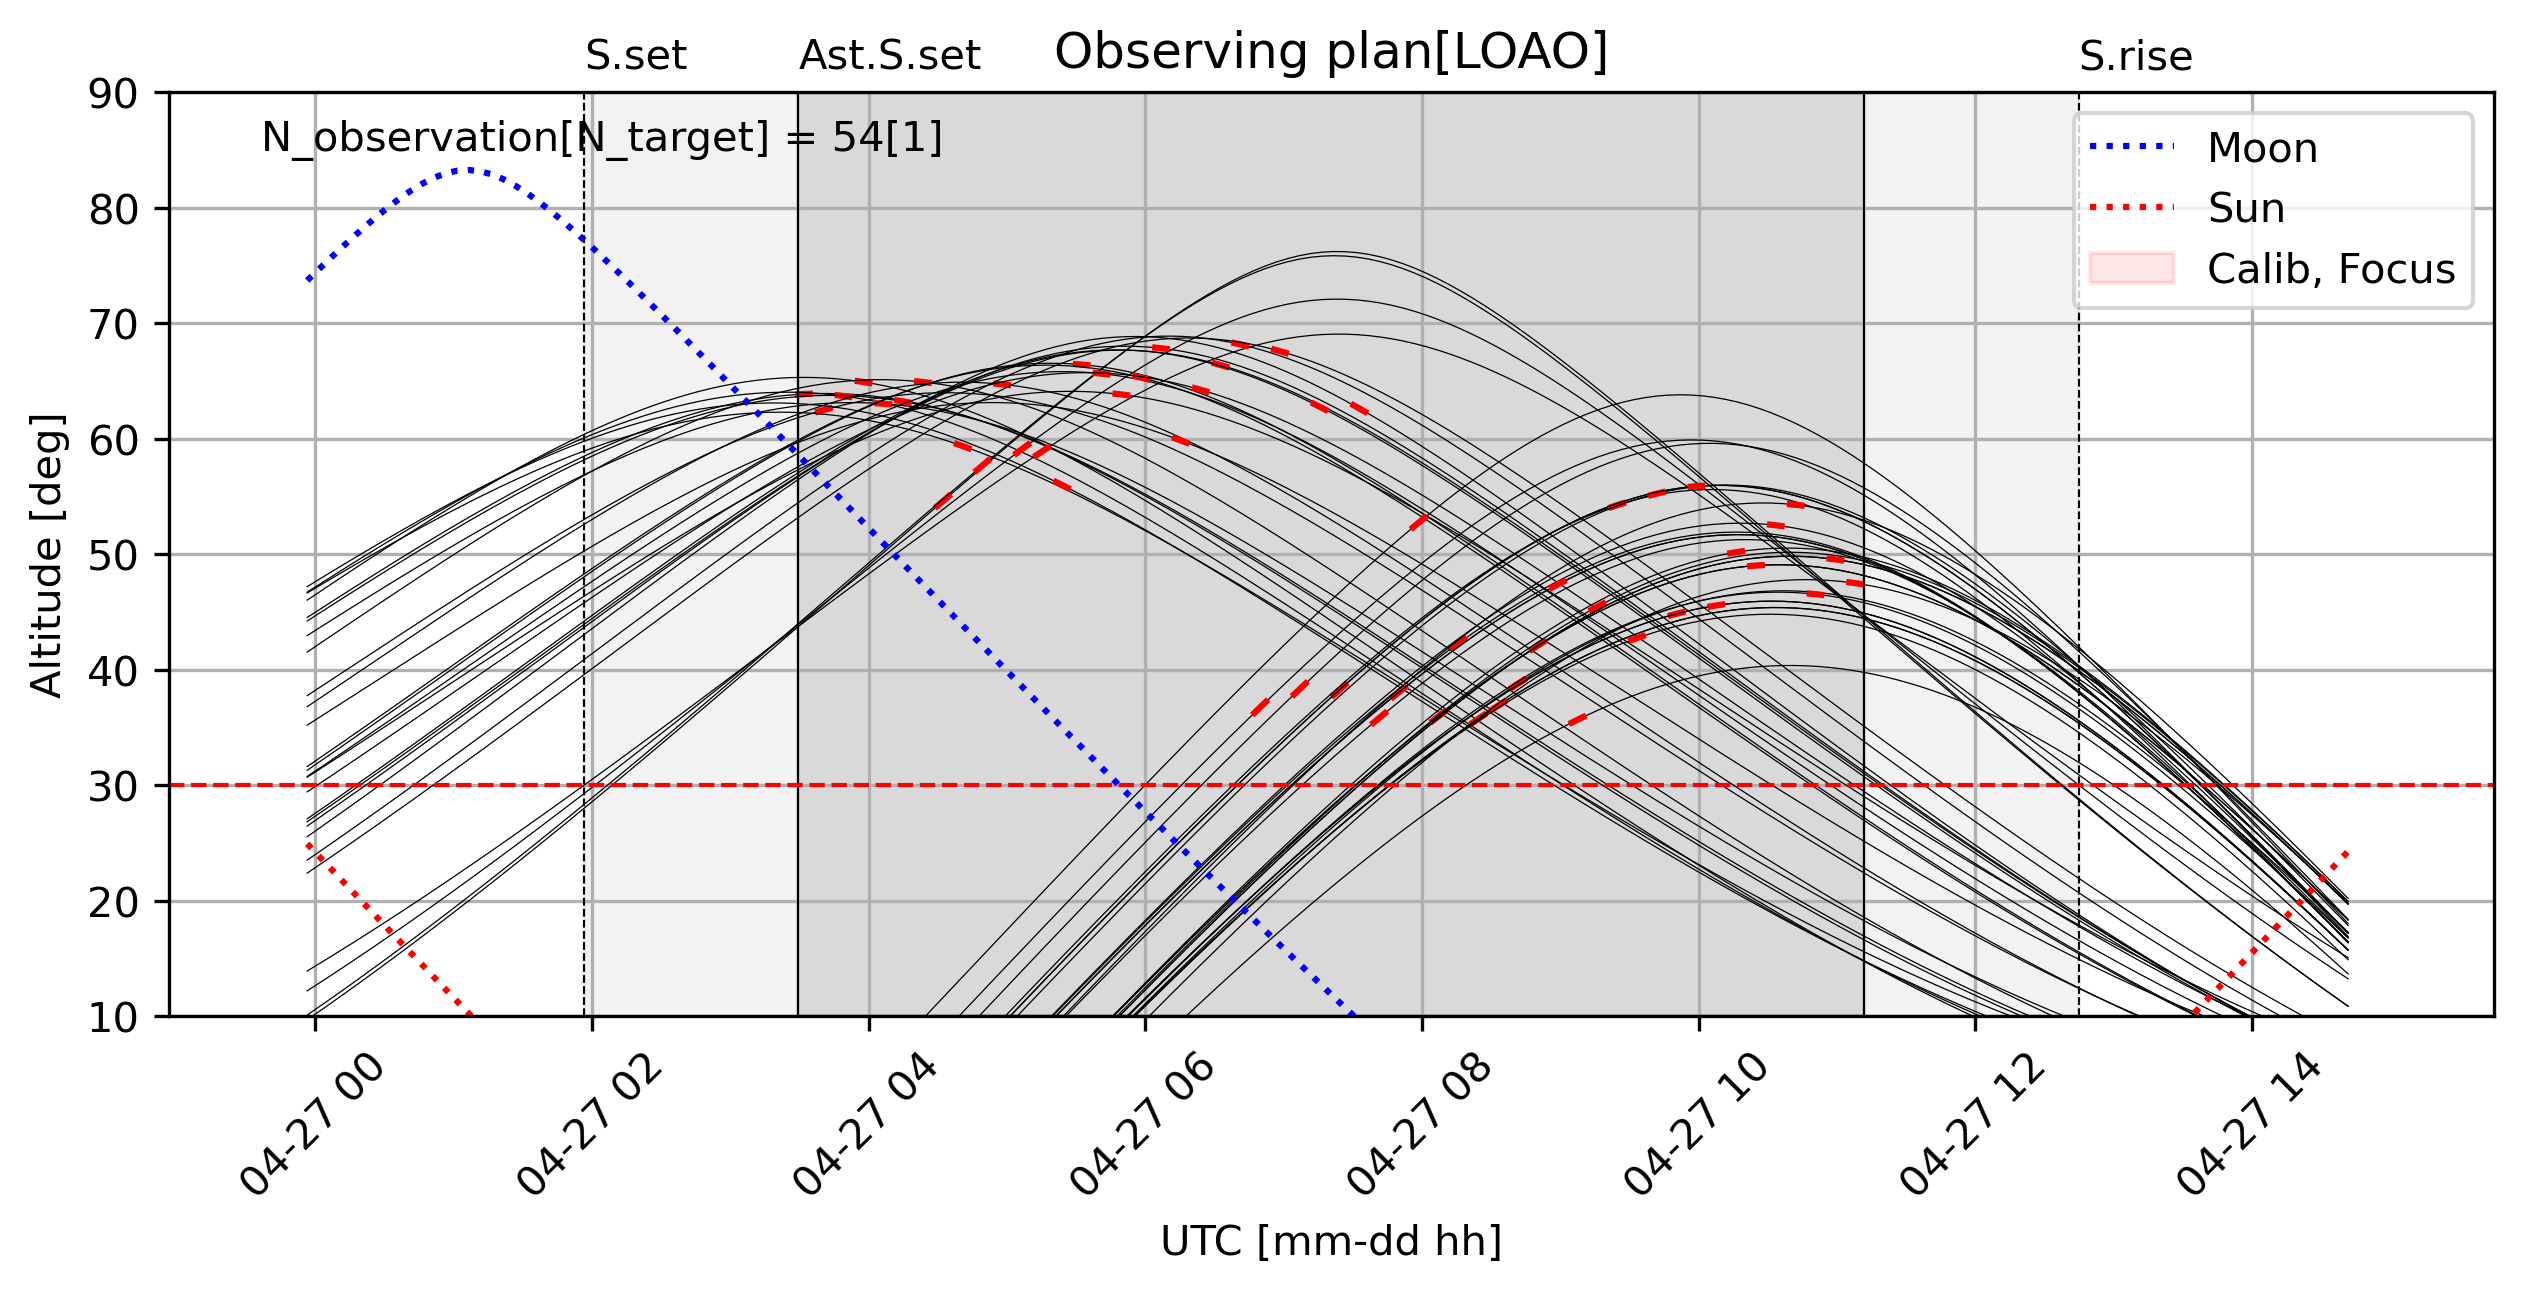 S.set Ast.S.set Observing plan[LOAO] S.rise
N_observation[N_target] = 54[1]
Moon
Sun
Calib, Focus
90
80
70
60
50
40
30
20
10
Altitude [deg]
04-27 00 04-27 02 04-27 04 04-27 06 04-27 08 04-27 10 04-27 12 04-27 14
UTC [mm-dd hh]